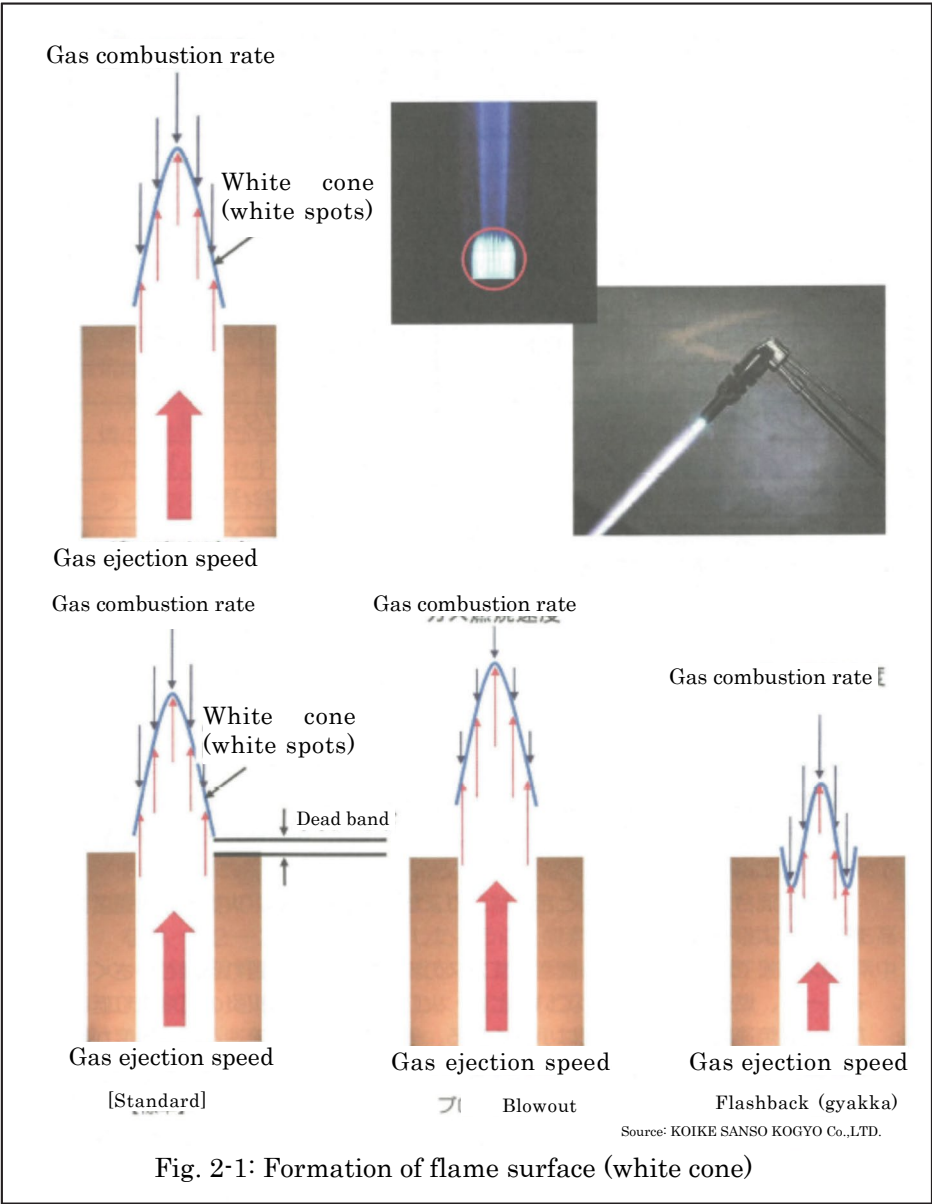 Gas combustion rate
White cone
(white spots)
Gas ejection speed
Gas combustion rate
White cone
(white spots)
Dead band
Gas ejection speed
[Standard]
Gas combustion rate
Gas ejection speed
Blowout
Gas combustion rate
Gas ejection speed
Flashback (gyakka)
Source: KOIKE SANSO KOGYO Co.,LTD.
Fig. 2-1: Formation of flame surface (white cone)